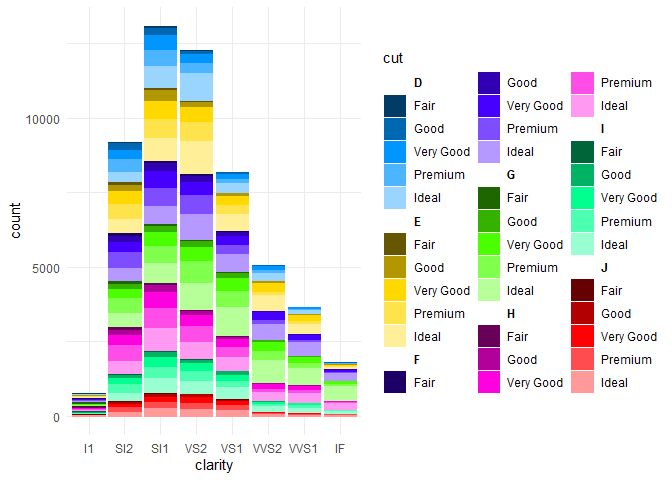 count
10000
5000
0
I1 SI2 SI1 VS2 VS1 VVS2 VVS1 IF
clarity
cut
D
Fair
Good
Very Good
Premium
Ideal
E
Fair
Good
Very Good
Premium
Ideal
F
Fair
Good
Very Good
Premium
Ideal
G
Fair
Good
Very Good
Premium
Ideal
H
Fair
Good
Very Good
Premium
Ideal
I
Fair
Good
Very Good
Premium
Ideal
J
Fair
Good
Very Good
Premium
Ideal